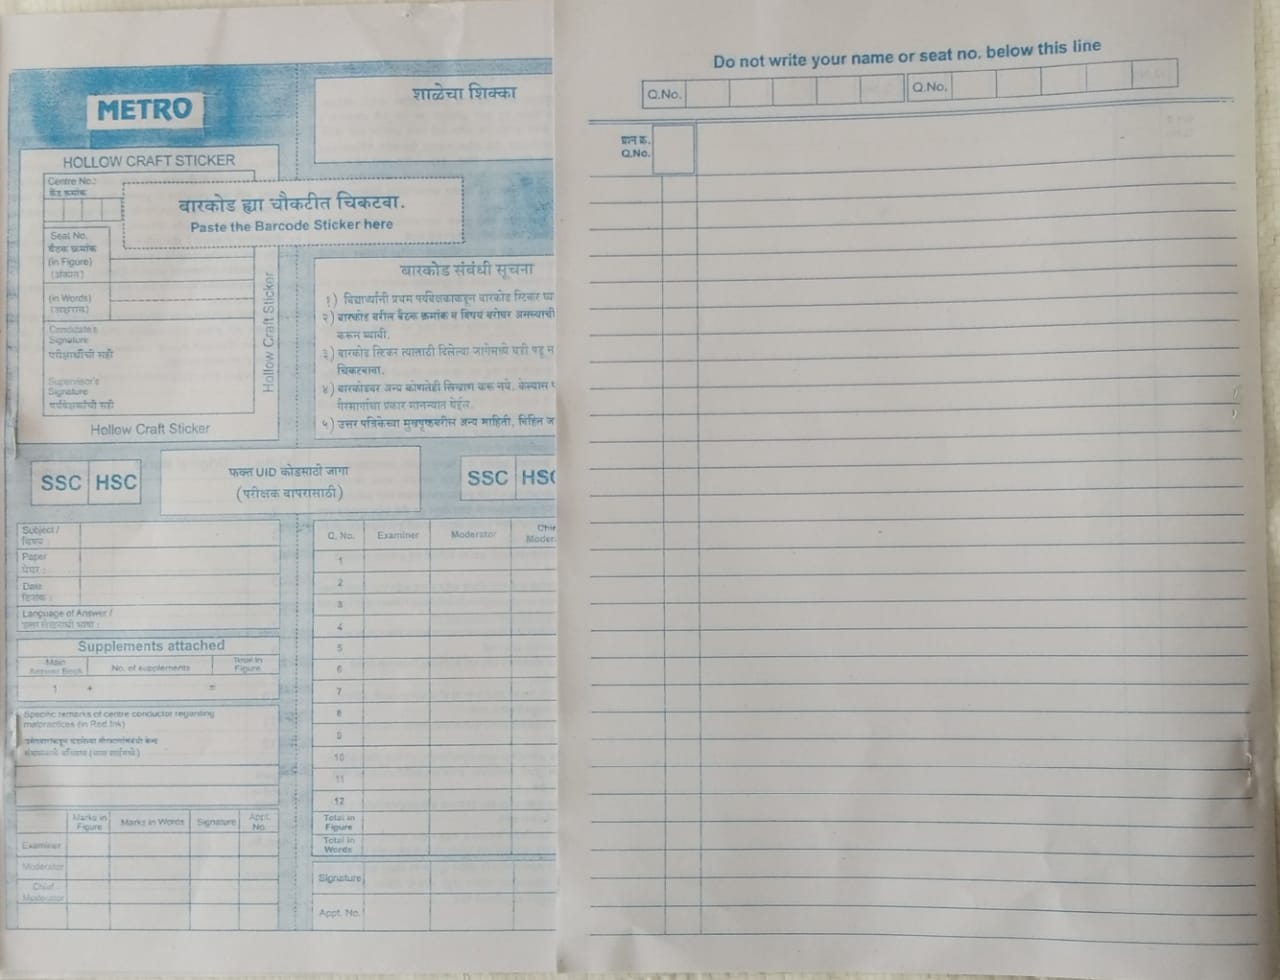 METRO
HOLLOW CRAFT STICKER
Centre No.:
केंद्र क्रमांक
बारकोड ह्या चौकटीत चिकटवा.
Paste the Barcode Sticker here
Seat No.
बैठक क्रमांक
(in Figure)
(अंकात)
(in Words)
(अक्षरात)
Candidate's
Signature
परीक्षार्थीची सही
Supervisor's
Signature
पर्यवेक्षकाची सही
Hollow Craft Sticker
Hollow Craft Sticker
शाळेचा शिक्का
बारकोड संबंधी सूचना
१) विद्यार्थ्यांनी प्रथम पर्यवेक्षकाकडून बारकोड स्टिकर
२) बारकोड वरील बैठक क्रमांक व विषय बरोबर असल्याची
करून घ्यावी.
३) बारकोड स्टिकर त्यासाठी दिलेल्या जागेमध्ये घडी पडू न
चिकटवावा.
४) बारकोडवर अन्य कोणतेही लिखाण करू नये. केल्यास
गैरमार्गाचा प्रकार मानन्यात येईल.
५) उत्तर पत्रिकेच्या मुखपृष्ठावरील अन्य माहिती, विहित
SSC HSC
फक्त UID कोडसाठी जागा
(परीक्षक वापरासाठी)
SSC HSC
Subject /
विषय :
Paper
पेपर :
Date
दिनांक :
Language of Answer /
Supplements attached
Main Answer Book No. of supplements Total in Figure
1 + =
Specific remarks of centre conductor regarding
malpractices (in Red Ink)
Marks in Figure Marks in Words Signature Appt. No.
Examiner
Moderator
Chief Moderator
Q. No. Examiner Moderator
1
2
3
4
5
6
7
8
9
10
11
12
Total in Figure
Total in Words
Signature
Appt. No.
Do not write your name or seat no. below this line
Q.No. Q.No.
प्रश्न क्र.
Q.No.